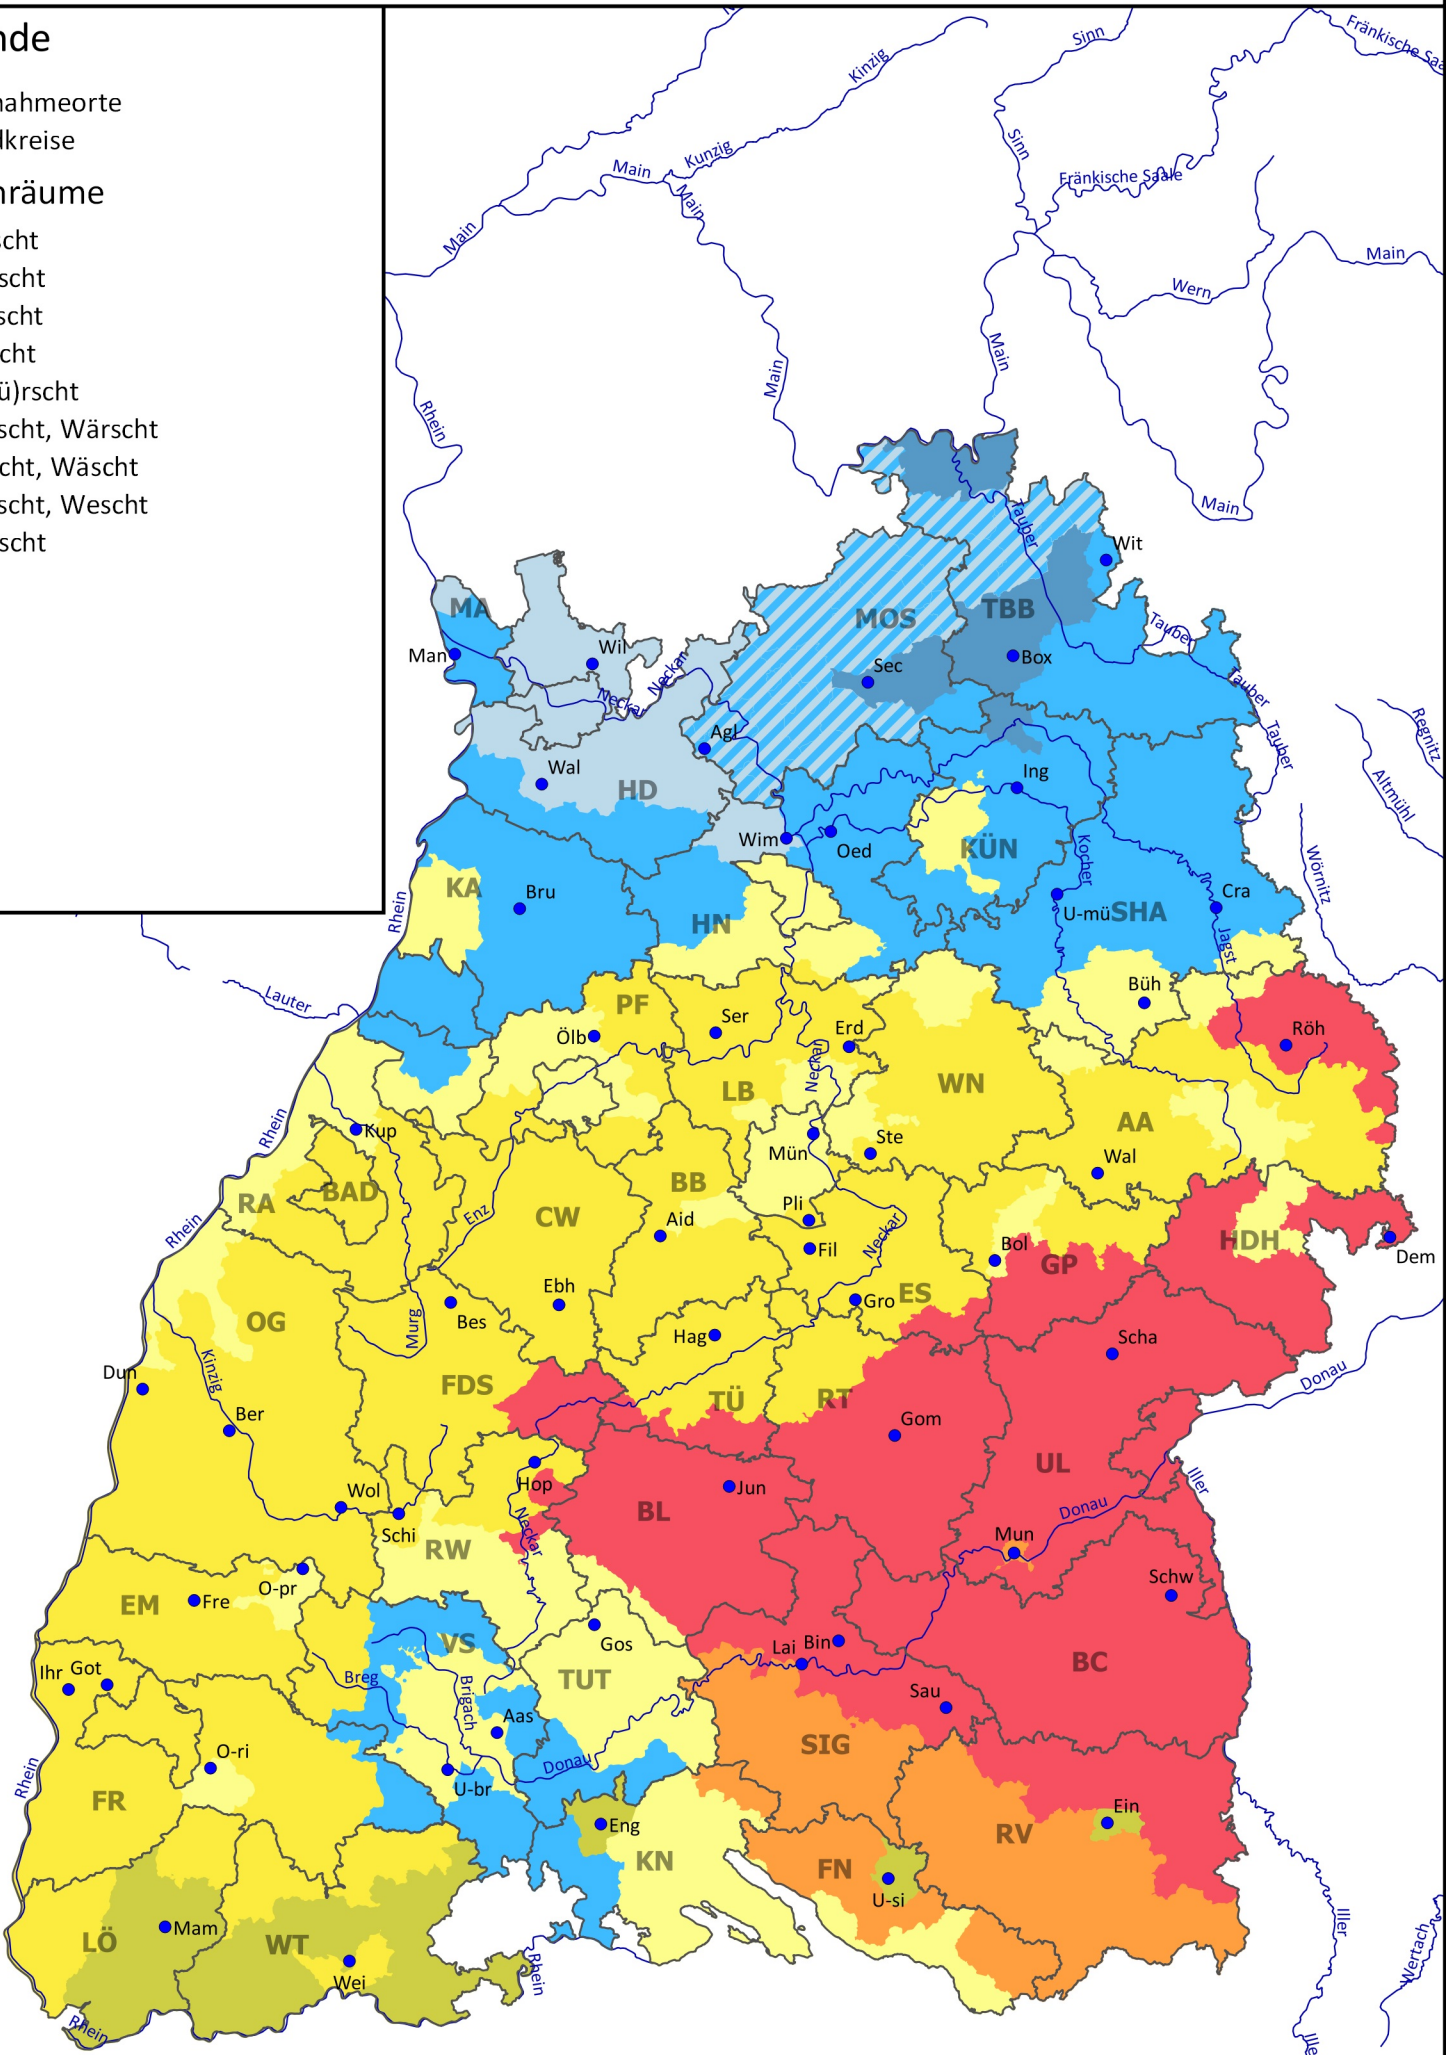 nde
nahmeorte
dkreise
nräume
scht
scht
scht
cht
ü)rscht
scht, Wärscht
cht, Wäscht
scht, Wescht
scht
Kinzig
Sinn
Fränkische Saa
Main
Kunzig
Main
Sinn
Fränkische Saale
Main
Main
Wern
Main
Main
Rhein
Main
Main
Tauber
Wit
MA
MOS
TBB
Tauber
Man
Wil
Neckar
Sec
Box
Neckar
Tauber
Regnitz
Agl
Tauber
Wal
HD
Ing
Altmühl
Wim
Oed
KÜN
Kocher
Wörnitz
KA
Bru
Rhein
HN
U-mü
SHA
Cra
Jagst
Lauter
Büh
PF
Ölb
Ser
Erd
Röh
Neckar
LB
WN
Rhein
Kup
AA
Mün
Ste
Wal
RA
BAD
BB
CW
Enz
Aid
Pli
Rhein
Fil
Neckar
Bol
GP
HDH
Dem
Ebh
OG
Murg
Bes
Gro
ES
Hag
Scha
Kinzig
Dun
Donau
FDS
TÜ
RT
Ber
Gom
UL
Iller
Wol
Hop
Jun
BL
Donau
Schi
Neckar
RW
Mun
O-pr
Schw
EM
Fre
VS
Gos
Lai
Bin
BC
Ihr
Got
Breg
Brigach
TUT
Sau
Aas
SIG
O-ri
Donau
Rhein
U-br
FR
Eng
Ein
RV
KN
FN
U-si
LÖ
Mam
WT
Wei
Rhein
Iller
Wertach
Rhein
Ille